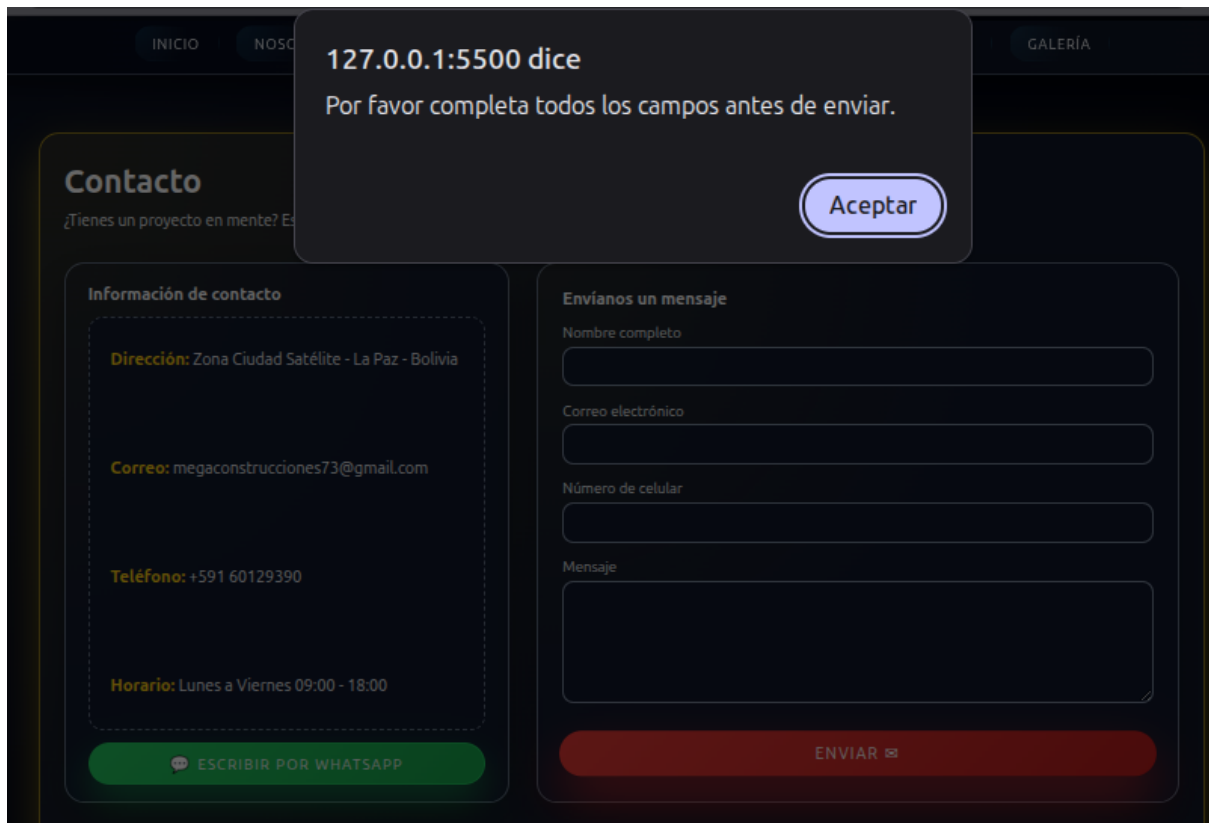 INICIO
NOSC
GALERÍA
127.0.0.1:5500 dice
Por favor completa todos los campos antes de enviar.
Aceptar
Contacto
¿Tienes un proyecto en mente? Es
Información de contacto
Dirección: Zona Ciudad Satélite - La Paz - Bolivia
Correo: megaconstrucciones73@gmail.com
Teléfono: +591 60129390
Horario: Lunes a Viernes 09:00 - 18:00
💬 ESCRIBIR POR WHATSAPP
Envíanos un mensaje
Nombre completo
Correo electrónico
Número de celular
Mensaje
ENVIAR ✉